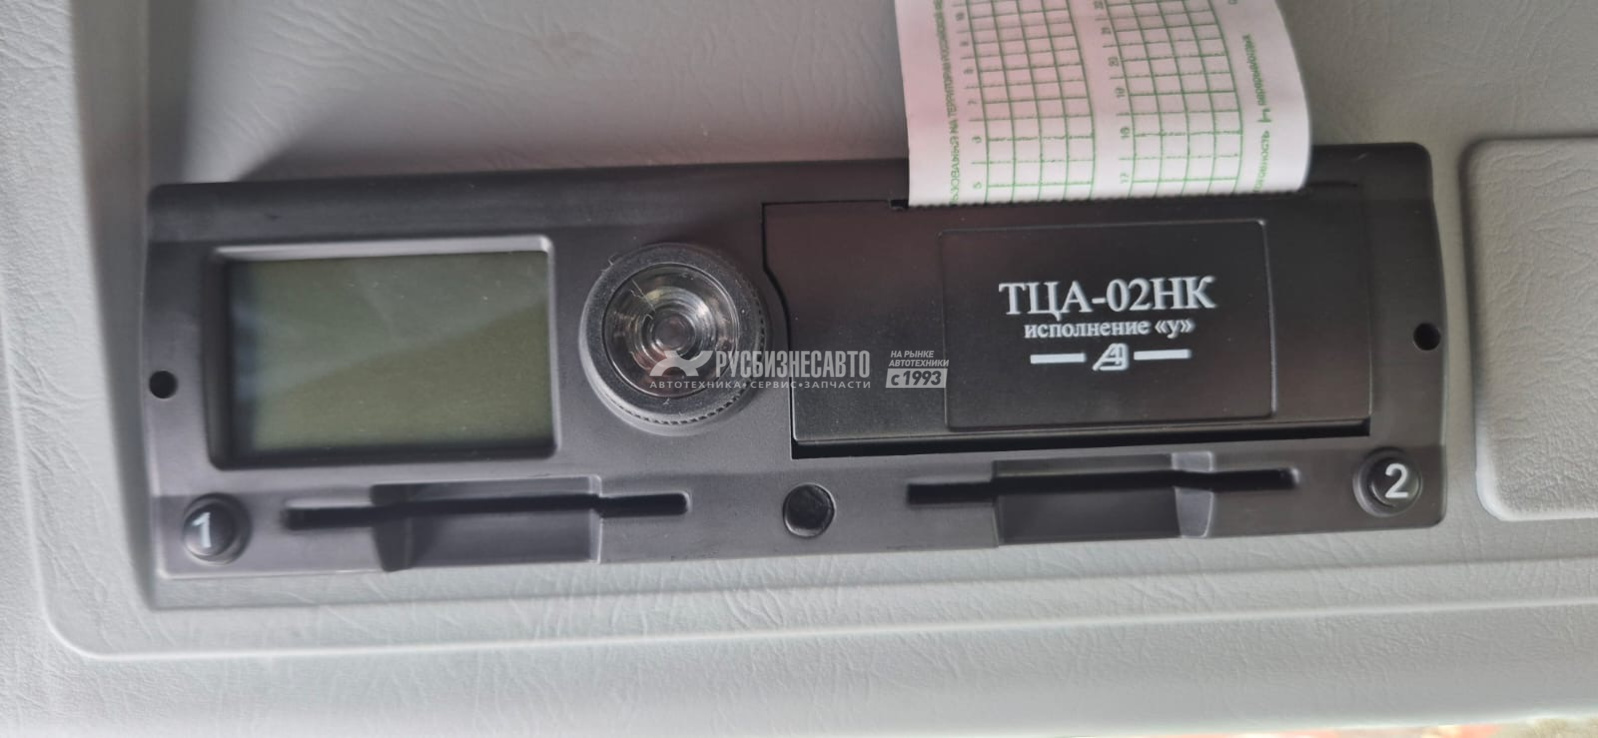 ТЦА-02НК
исполнение «у»
РУСБИЗНЕСАВТО
АВТОТЕХНИКА•СЕРВИС•ЗАПЧАСТИ
НА РЫНКЕ
АВТОТЕХНИКИ
с 1993
1
2